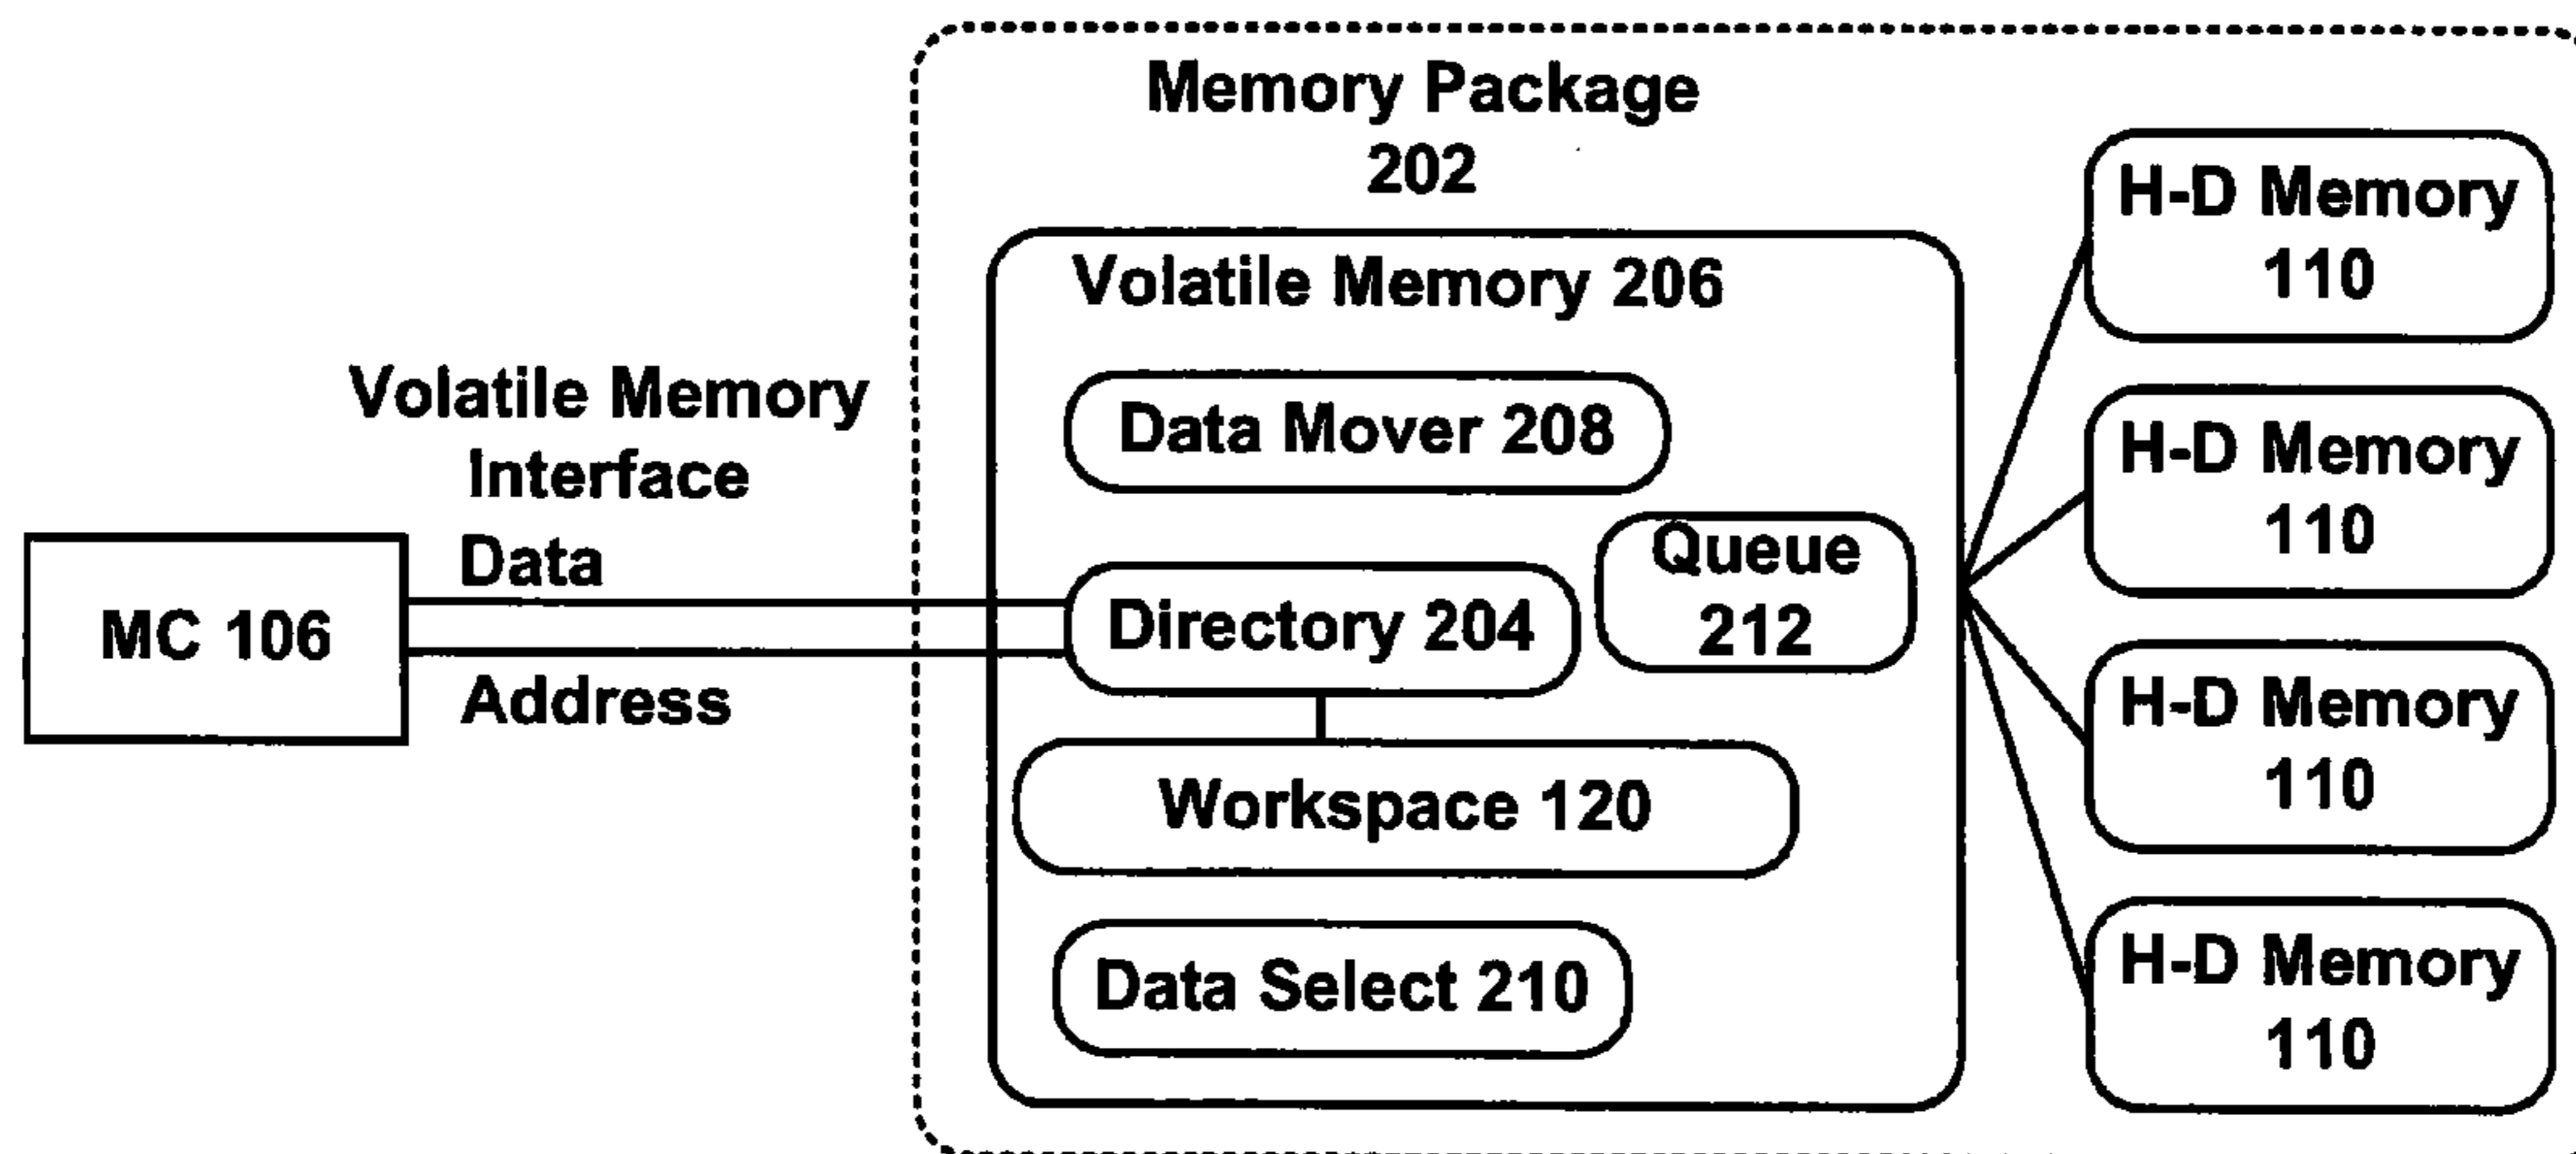 Memory Package
202
Volatile Memory 206
Data Mover 208
Queue
212
Directory 204
Workspace 120
Data Select 210
Volatile Memory
Interface
Data
Address
MC 106
H-D Memory
110
H-D Memory
110
H-D Memory
110
H-D Memory
110